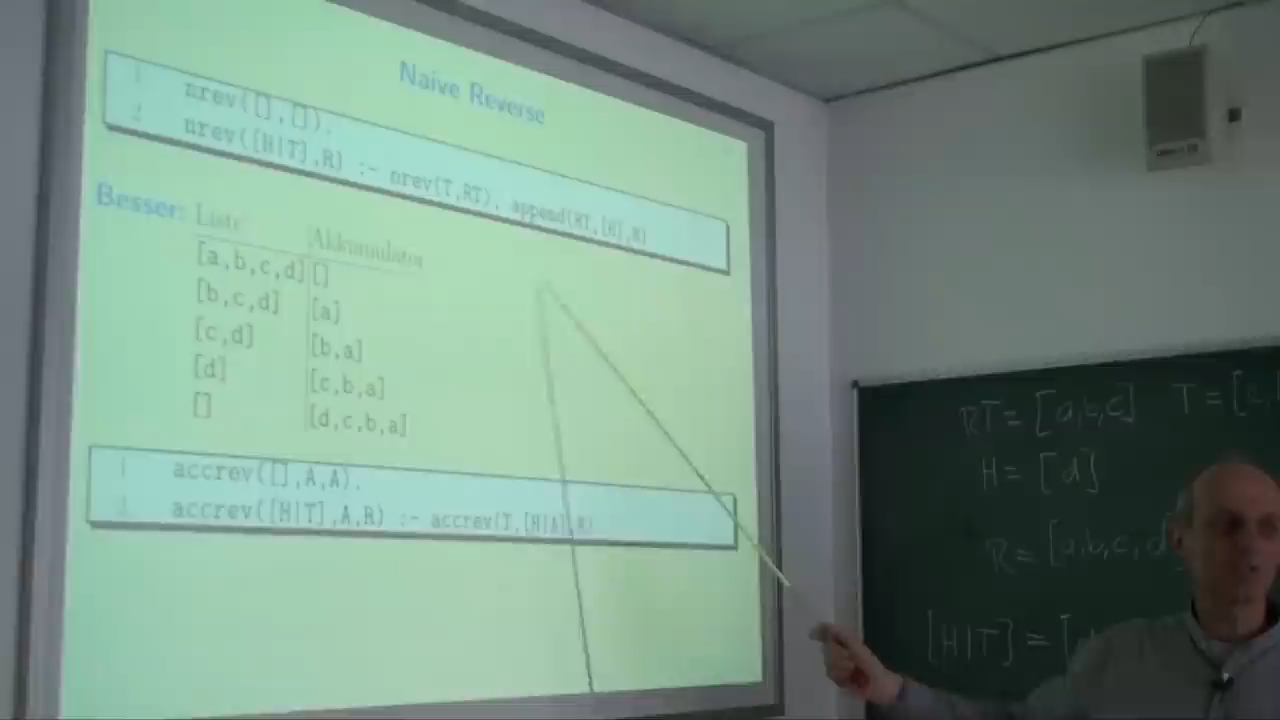 Naive Reverse
1 nrev([],[]).
2 nrev([H|T],R) :- nrev(T,RT), append(RT,[H],R)
Besser: Liste Akkumulator
[a,b,c,d] []
[b,c,d] [a]
[c,d] [b,a]
[d] [c,b,a]
[] [d,c,b,a]
1 accrev([],A,A).
2 accrev([H|T],A,R) :- accrev(T,[H|A],R)
RT = [a,b,c] T = [
H = [d]
R = [a,b,c,d]
[H|T] = [